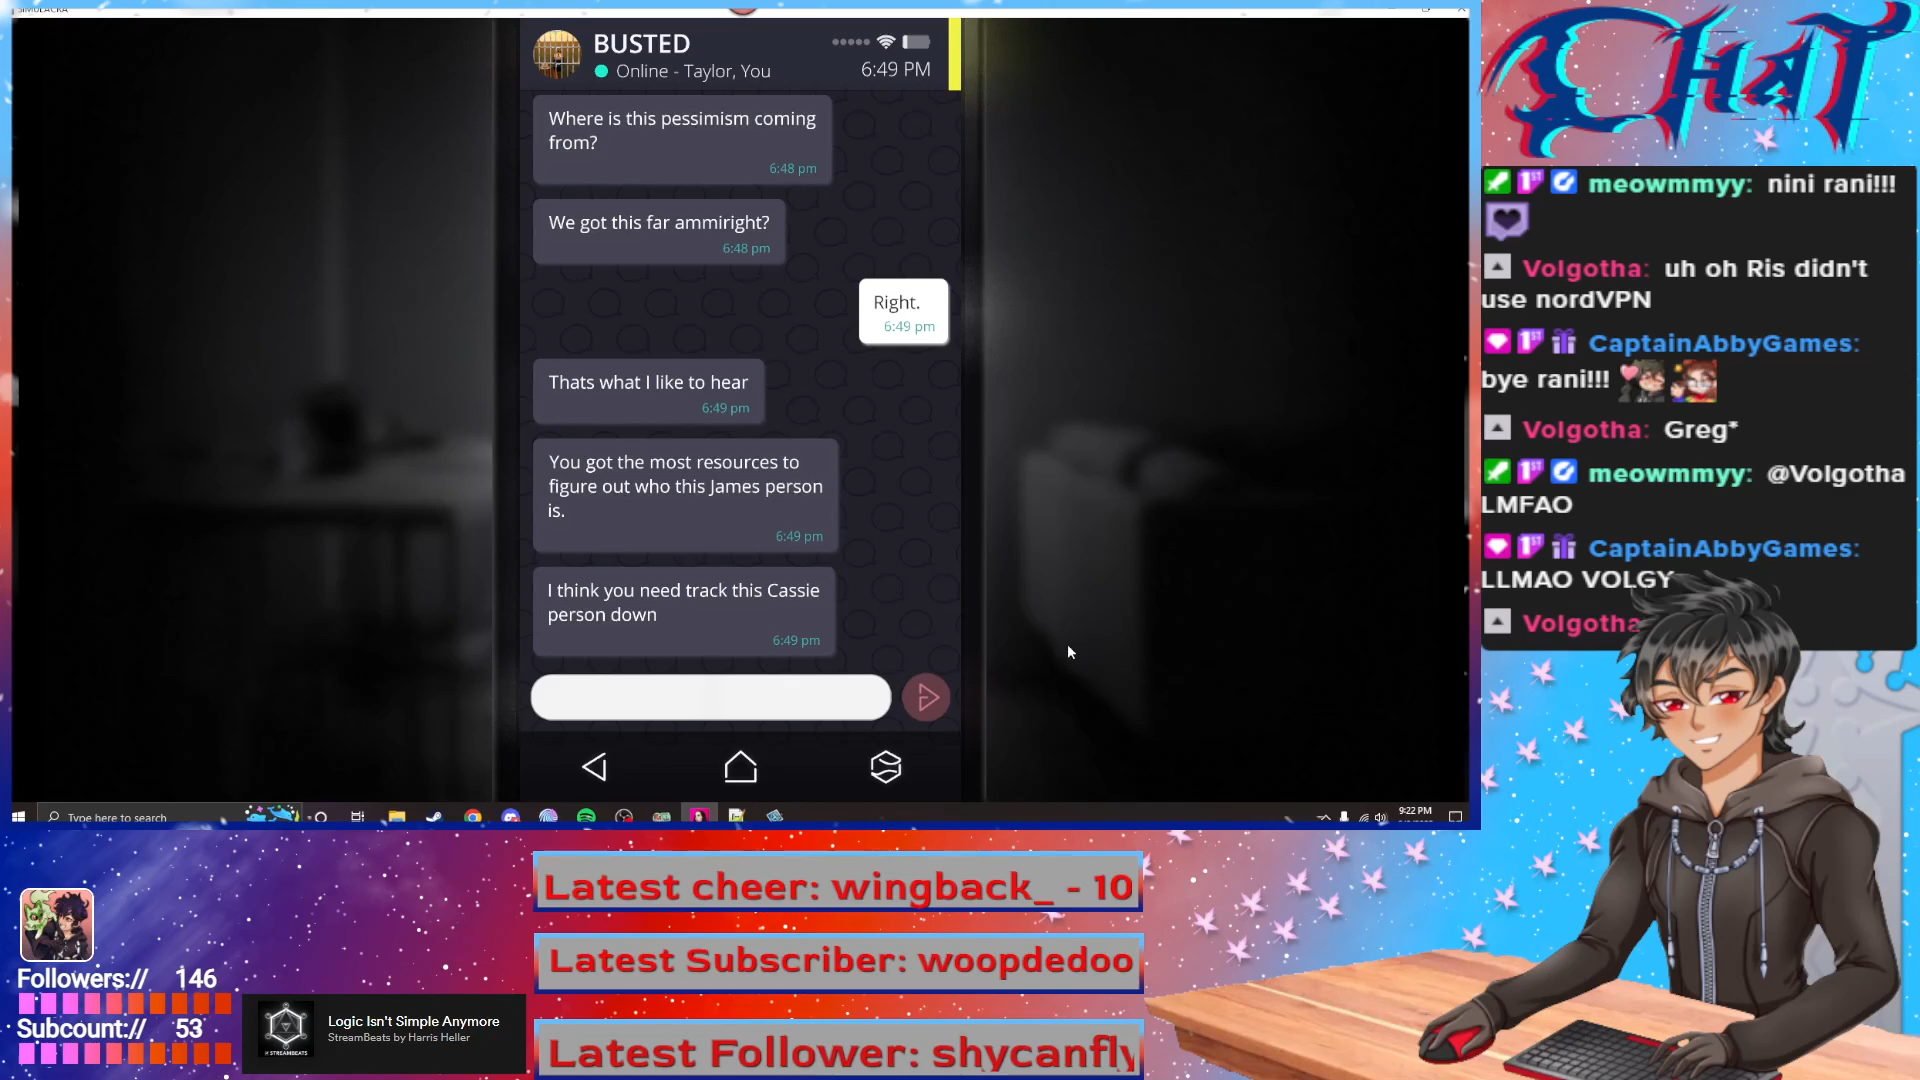 SIMULACRA
BUSTED
Online - Taylor, You
6:49 PM
Where is this pessimism coming
from?
6:48 pm
We got this far ammiright?
6:48 pm
Right.
6:49 pm
Thats what I like to hear
6:49 pm
You got the most resources to
figure out who this James person
is.
6:49 pm
I think you need track this Cassie
person down
6:49 pm
Type here to search
9:22 PM
CHAT
meowmmyy: nini rani!!!
Volgotha: uh oh Ris didn't
use nordVPN
CaptainAbbyGames:
bye rani!!!
Volgotha: Greg*
meowmmyy: @Volgotha
LMFAO
CaptainAbbyGames:
LLMAO VOLGY
Volgotha
Followers:// 146
Subcount:// 53
STREAMBEATS
Logic Isn't Simple Anymore
StreamBeats by Harris Heller
Latest cheer: wingback_ - 10
Latest Subscriber: woopdedoo
Latest Follower: shycanfly